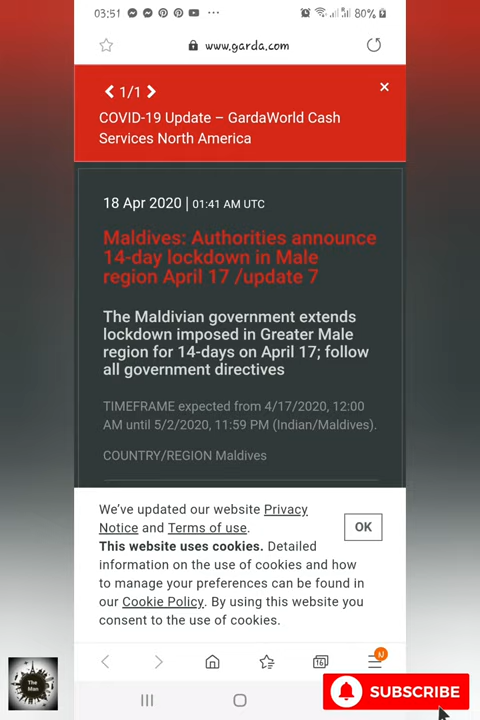 03:51
80%
www.garda.com
1/1
COVID-19 Update – GardaWorld Cash
Services North America
18 Apr 2020 | 01:41 AM UTC
Maldives: Authorities announce
14-day lockdown in Male
region April 17 /update 7
The Maldivian government extends
lockdown imposed in Greater Male
region for 14-days on April 17; follow
all government directives
TIMEFRAME expected from 4/17/2020, 12:00
AM until 5/2/2020, 11:59 PM (Indian/Maldives).
COUNTRY/REGION Maldives
We've updated our website Privacy
Notice and Terms of use.
This website uses cookies. Detailed
information on the use of cookies and how
to manage your preferences can be found in
our Cookie Policy. By using this website you
consent to the use of cookies.
OK
16
N
The
Man
SUBSCRIBE